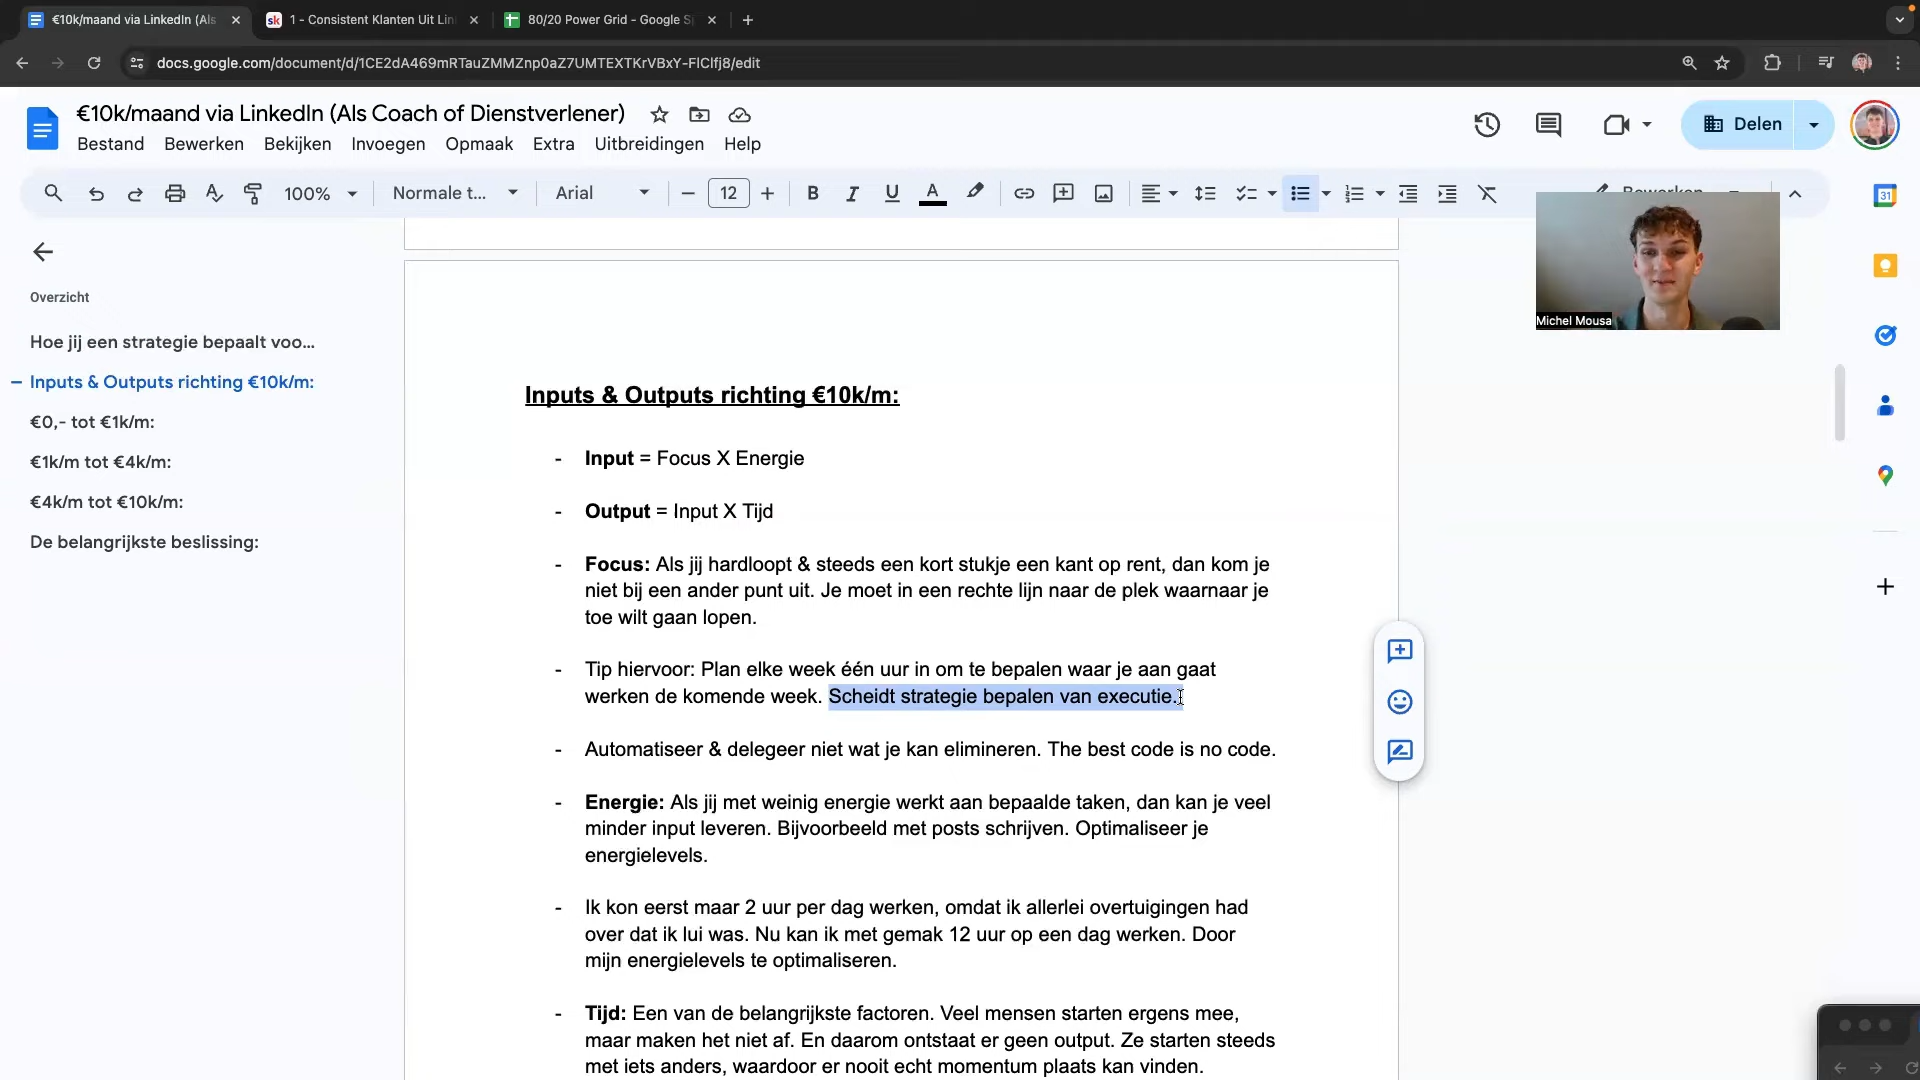 €10k/maand via LinkedIn (Als
1 - Consistent Klanten Uit Lin
80/20 Power Grid - Google S
docs.google.com/document/d/1CE2dA469mRTauZMMZnp0aZ7UMTEXTKrVBxY-FlClfj8/edit
€10k/maand via LinkedIn (Als Coach of Dienstverlener)
Bestand Bewerken Bekijken Invoegen Opmaak Extra Uitbreidingen Help
Delen
100% Normale t... Arial 12 Bewerken
Michel Mousa
Overzicht
Hoe jij een strategie bepaalt voo...
Inputs & Outputs richting €10k/m:
€0,- tot €1k/m:
€1k/m tot €4k/m:
€4k/m tot €10k/m:
De belangrijkste beslissing:
Inputs & Outputs richting €10k/m:
- Input = Focus X Energie
- Output = Input X Tijd
- Focus: Als jij hardloopt & steeds een kort stukje een kant op rent, dan kom je
niet bij een ander punt uit. Je moet in een rechte lijn naar de plek waarnaar je
toe wilt gaan lopen.
- Tip hiervoor: Plan elke week één uur in om te bepalen waar je aan gaat
werken de komende week. Scheidt strategie bepalen van executie.
- Automatiseer & delegeer niet wat je kan elimineren. The best code is no code.
- Energie: Als jij met weinig energie werkt aan bepaalde taken, dan kan je veel
minder input leveren. Bijvoorbeeld met posts schrijven. Optimaliseer je
energielevels.
- Ik kon eerst maar 2 uur per dag werken, omdat ik allerlei overtuigingen had
over dat ik lui was. Nu kan ik met gemak 12 uur op een dag werken. Door
mijn energielevels te optimaliseren.
- Tijd: Een van de belangrijkste factoren. Veel mensen starten ergens mee,
maar maken het niet af. En daarom ontstaat er geen output. Ze starten steeds
met iets anders, waardoor er nooit echt momentum plaats kan vinden.